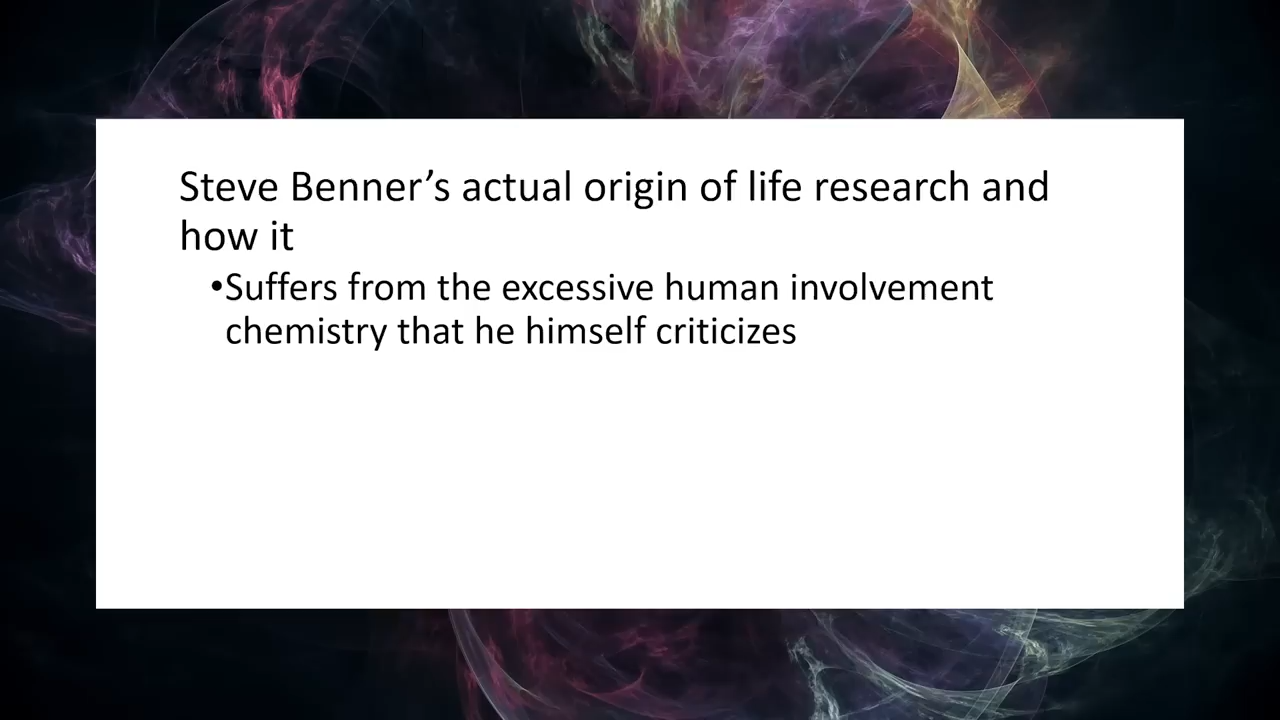 Steve Benner’s actual origin of life research and
how it
•Suffers from the excessive human involvement
chemistry that he himself criticizes